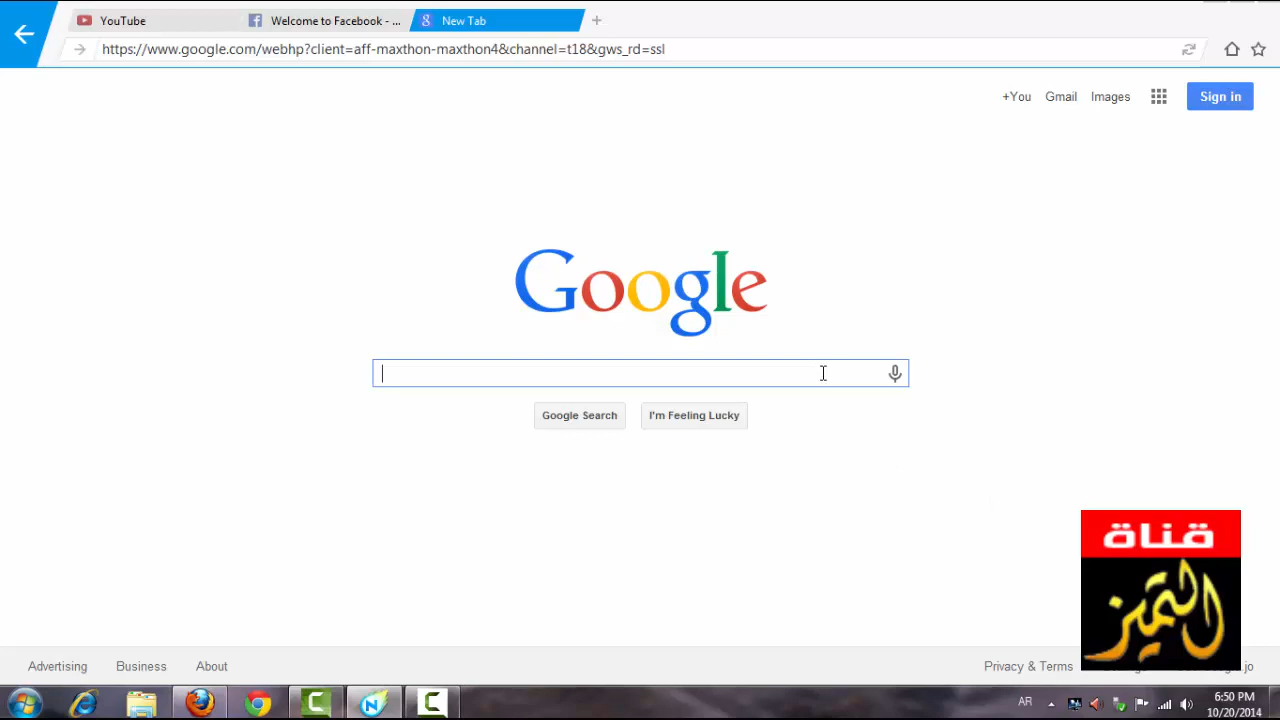 YouTube
Welcome to Facebook - ...
New Tab
https://www.google.com/webhp?client=aff-maxthon-maxthon4&channel=t18&gws_rd=ssl
+You Gmail Images Sign in
Google
Google Search I'm Feeling Lucky
قناة
التميز
Advertising Business About Privacy & Terms
AR 6:50 PM
10/20/2014